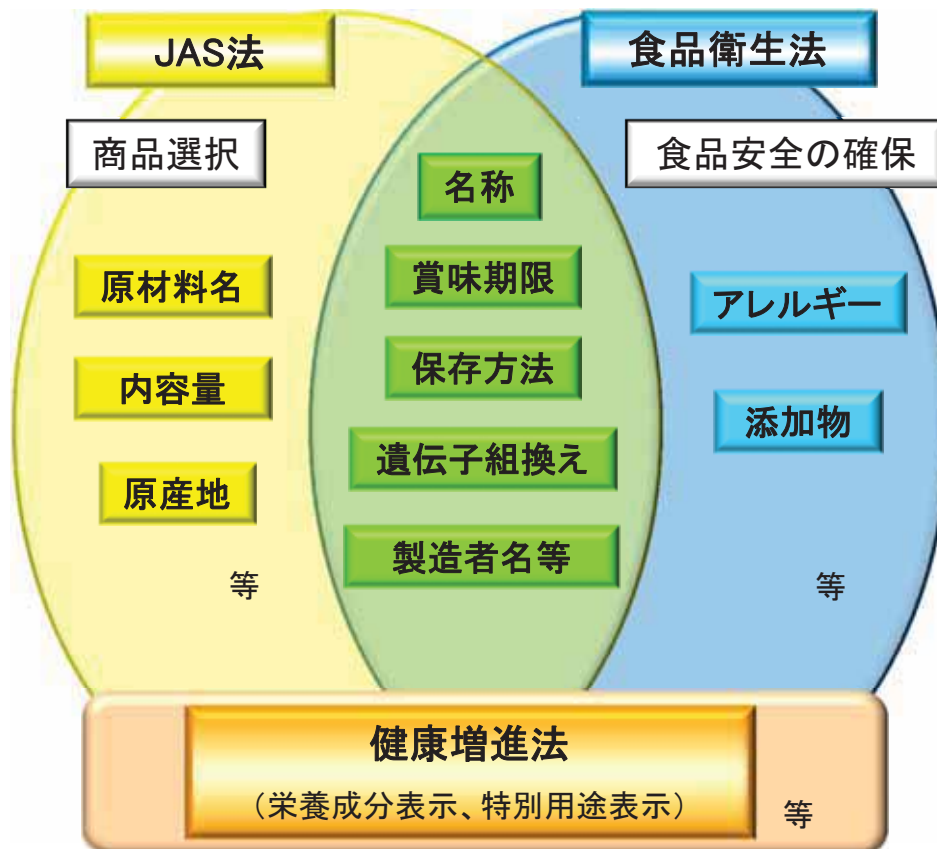 JAS法
食品衛生法
商品選択
食品安全の確保
名称
賞味期限
保存方法
遺伝子組換え
製造者名等
原材料名
内容量
原産地
等
アレルギー
添加物
等
健康増進法
（栄養成分表示、特別用途表示）
等